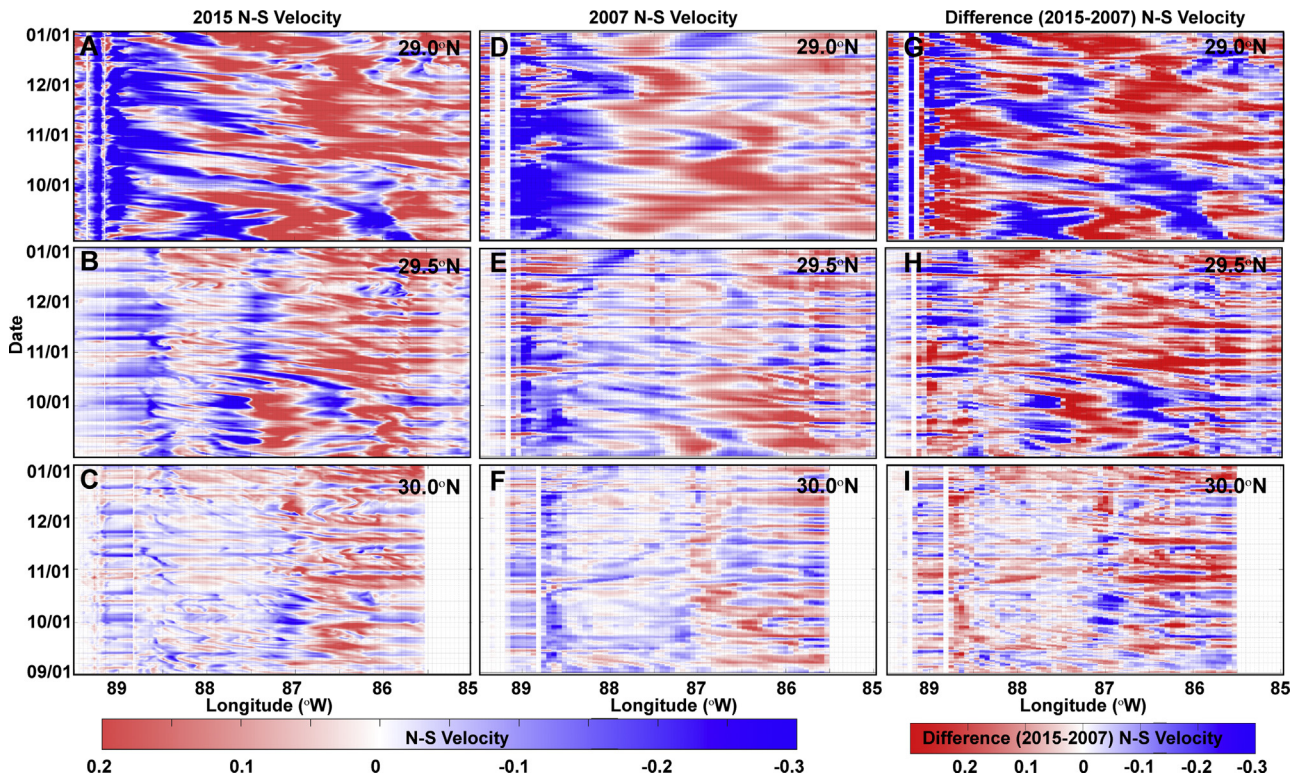 2015 N-S Velocity
2007 N-S Velocity
Difference (2015-2007) N-S Velocity
01/01
12/01
11/01
10/01
A
29.0°N
D
29.0°N
G
29.0°N
01/01
12/01
11/01
10/01
Date
B
29.5°N
E
29.5°N
H
29.5°N
01/01
12/01
11/01
10/01
09/01
C
30.0°N
F
30.0°N
I
30.0°N
89 88 87 86 85
89 88 87 86 85
89 88 87 86 85
Longitude (°W)
Longitude (°W)
Longitude (°W)
N-S Velocity
0.2 0.1 0 -0.1 -0.2 -0.3
Difference (2015-2007) N-S Velocity
0.2 0.1 0 -0.1 -0.2 -0.3